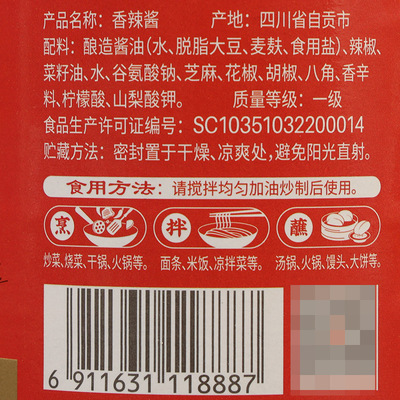 产品名称：香辣酱 产地：四川省自贡市
配料：酿造酱油(水、脱脂大豆、麦麸、食用盐)、辣椒、
菜籽油、水、谷氨酸钠、芝麻、花椒、胡椒、八角、香辛
料、柠檬酸、山梨酸钾。 质量等级：一级
食品生产许可证编号：SC10351032200014
贮藏方法：密封置于干燥、凉爽处，避免阳光直射。
食用方法： 请搅拌均匀加油炒制后使用。
烹 拌 蘸
炒菜、烧菜、干锅、火锅等。 面条、米饭、凉拌菜等。 汤锅、火锅、馒头、大饼等。
6 911631 118887